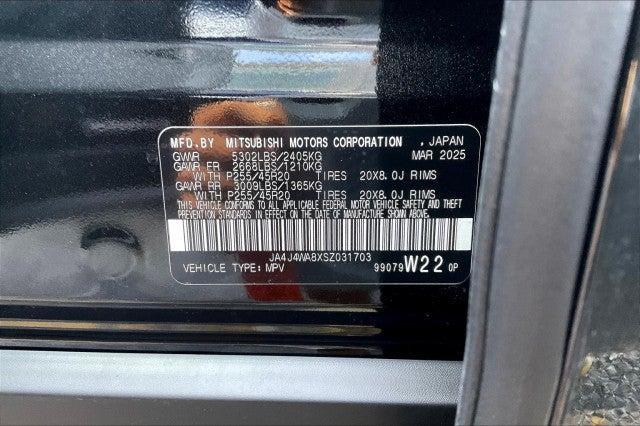 MFD.BY MITSUBISHI MOTORS CORPORATION , JAPAN
GVWR 5302LBS/2405KG MAR 2025
GAWR FR 2668LBS/1210KG
WITH P255/45R20 TIRES 20X8.0J RIMS
GAWR RR 3009LBS/1365KG
WITH P255/45R20 TIRES 20X8.0J RIMS
THIS VEHICLE CONFORMS TO ALL APPLICABLE FEDERAL MOTOR VEHICLE SAFETY AND THEFT
PREVENTION STANDARDS IN EFFECT ON THE DATE OF MANUFACTURE SHOWN ABOVE.
JA4J4WA8XSZ031703
VEHICLE TYPE: MPV 99079 W22 0P